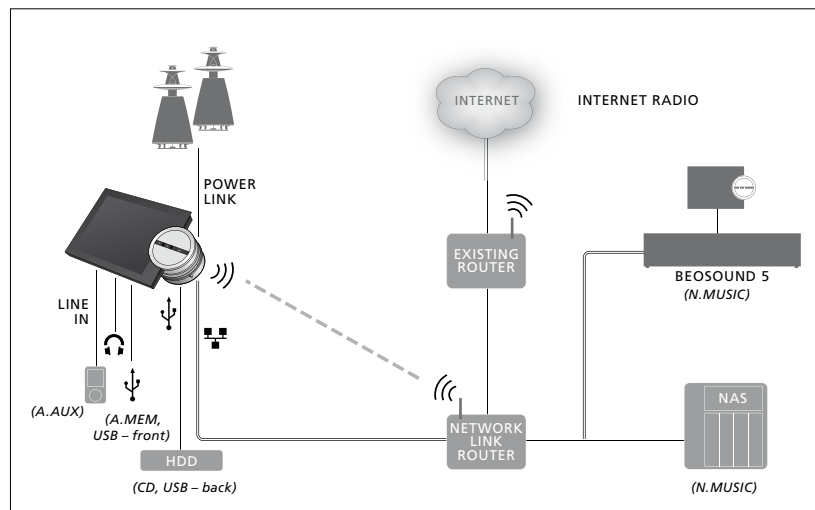 INTERNET
INTERNET RADIO
POWER
LINK
EXISTING
ROUTER
BEOSOUND 5
(N.MUSIC)
LINE
IN
(A.AUX)
(A.MEM,
USB – front)
HDD
(CD, USB – back)
NETWORK
LINK
ROUTER
NAS
(N.MUSIC)